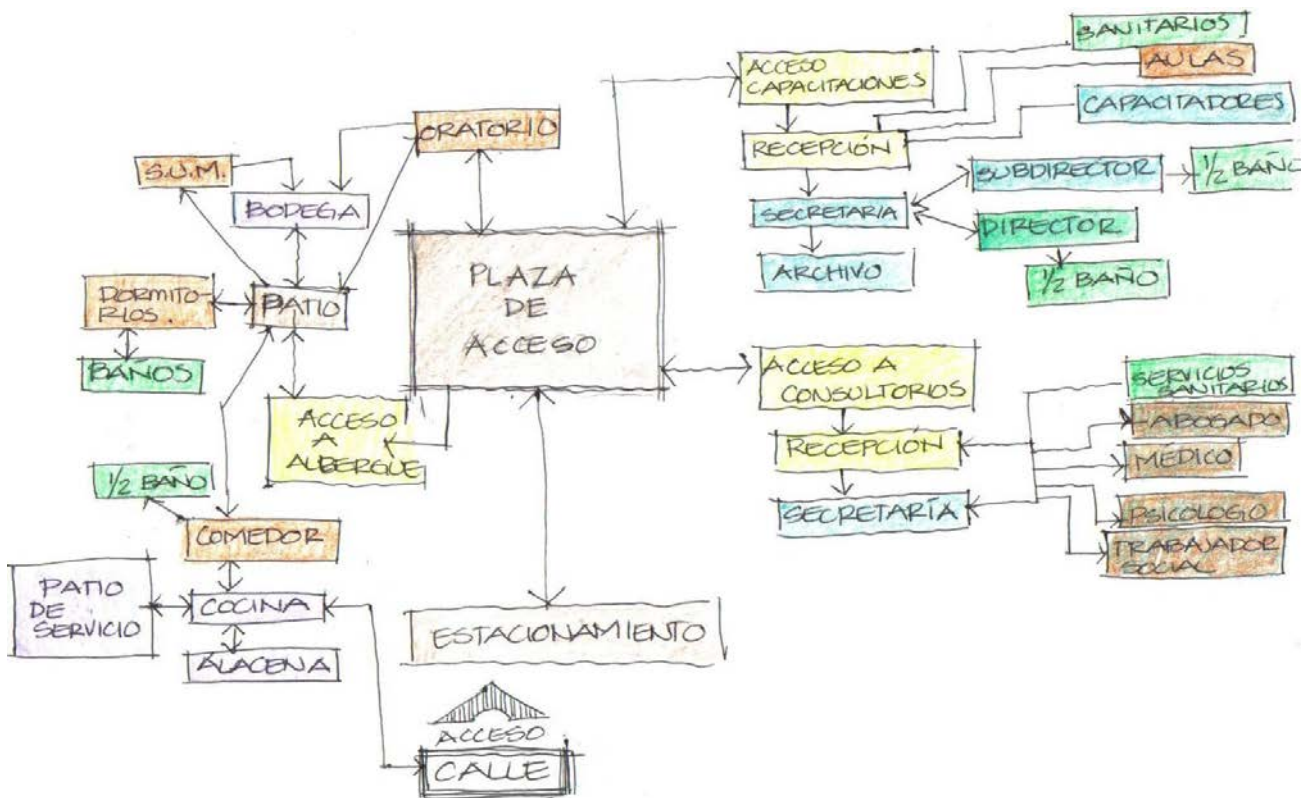 SANITARIOS
AULAS
CAPACITADORES
ACCESO
CAPACITACIONES
RECEPCIÓN
SUBDIRECTOR
1/2 BAÑO
SECRETARIA
DIRECTOR
ARCHIVO
1/2 BAÑO
ORATORIO
S.U.M.
BODEGA
DORMITO-
RIOS.
PATIO
BAÑOS
PLAZA
DE
ACCESO
ACCESO
A
ALBERGUE
1/2 BAÑO
COMEDOR
PATIO
DE
SERVICIO
COCINA
ALACENA
ACCESO A
CONSULTORIOS
RECEPCIÓN
SECRETARÍA
SERVICIOS
SANITARIOS
ABOGADO
MÉDICO
PSICOLOGO
TRABAJADOR
SOCIAL
ESTACIONAMIENTO
ACCESO
CALLE